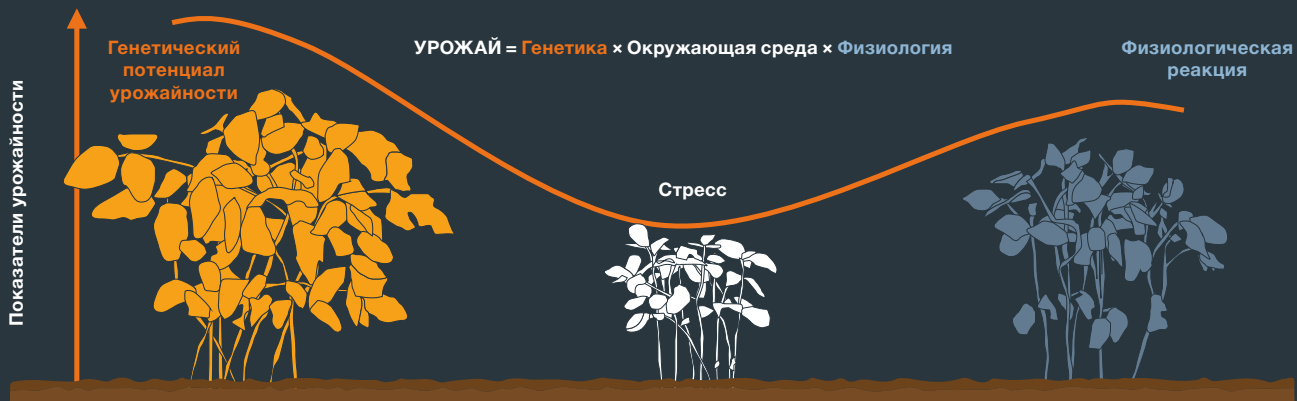 Показатели урожайности
Генетический
потенциал
урожайности
УРОЖАЙ = Генетика × Окружающая среда × Физиология
Стресс
Физиологическая
реакция